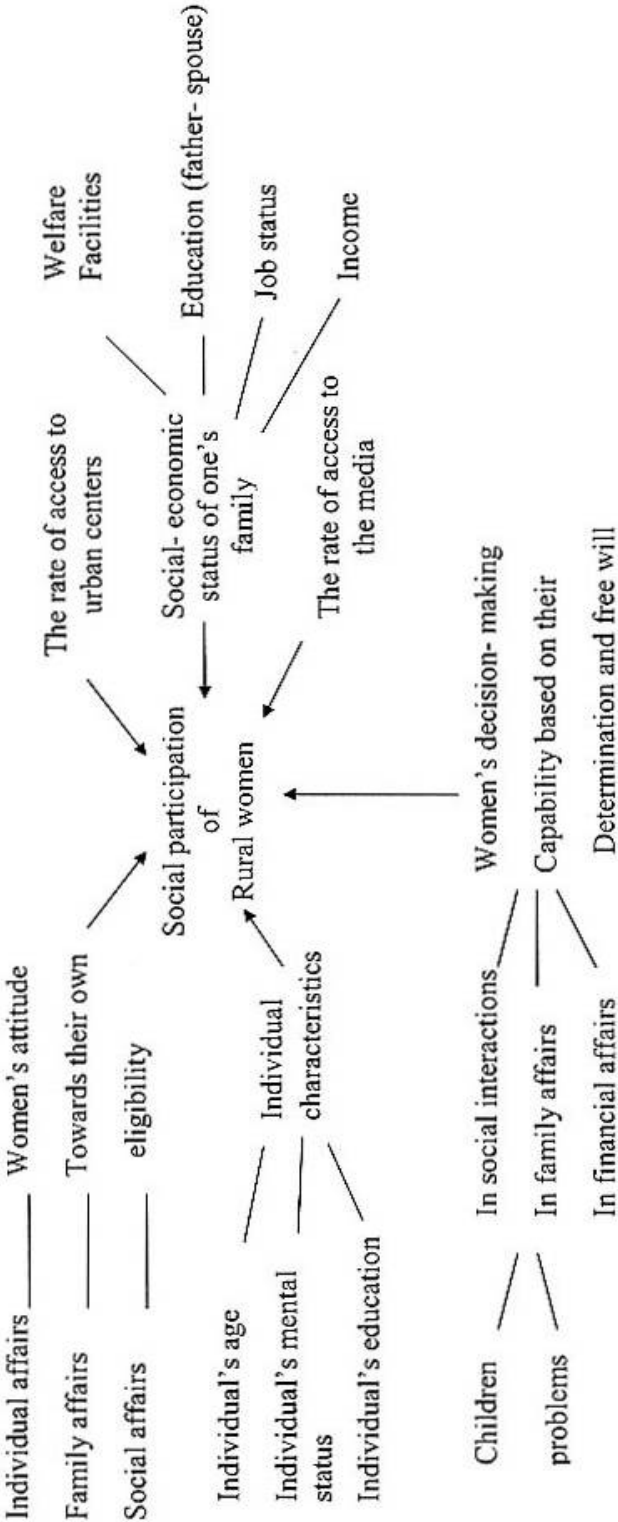 Individual affairs
Family affairs
Social affairs
Women's attitude
Towards their own
eligibility
The rate of access to
urban centers
Welfare
Facilities
Social participation
of
Rural women
Social- economic
status of one's
family
Education (father- spouse)
Job status
Income
The rate of access to
the media
Individual's age
Individual's mental
status
Individual's education
Individual
characteristics
Children
problems
In social interactions
In family affairs
In financial affairs
Women's decision- making
Capability based on their
Determination and free will